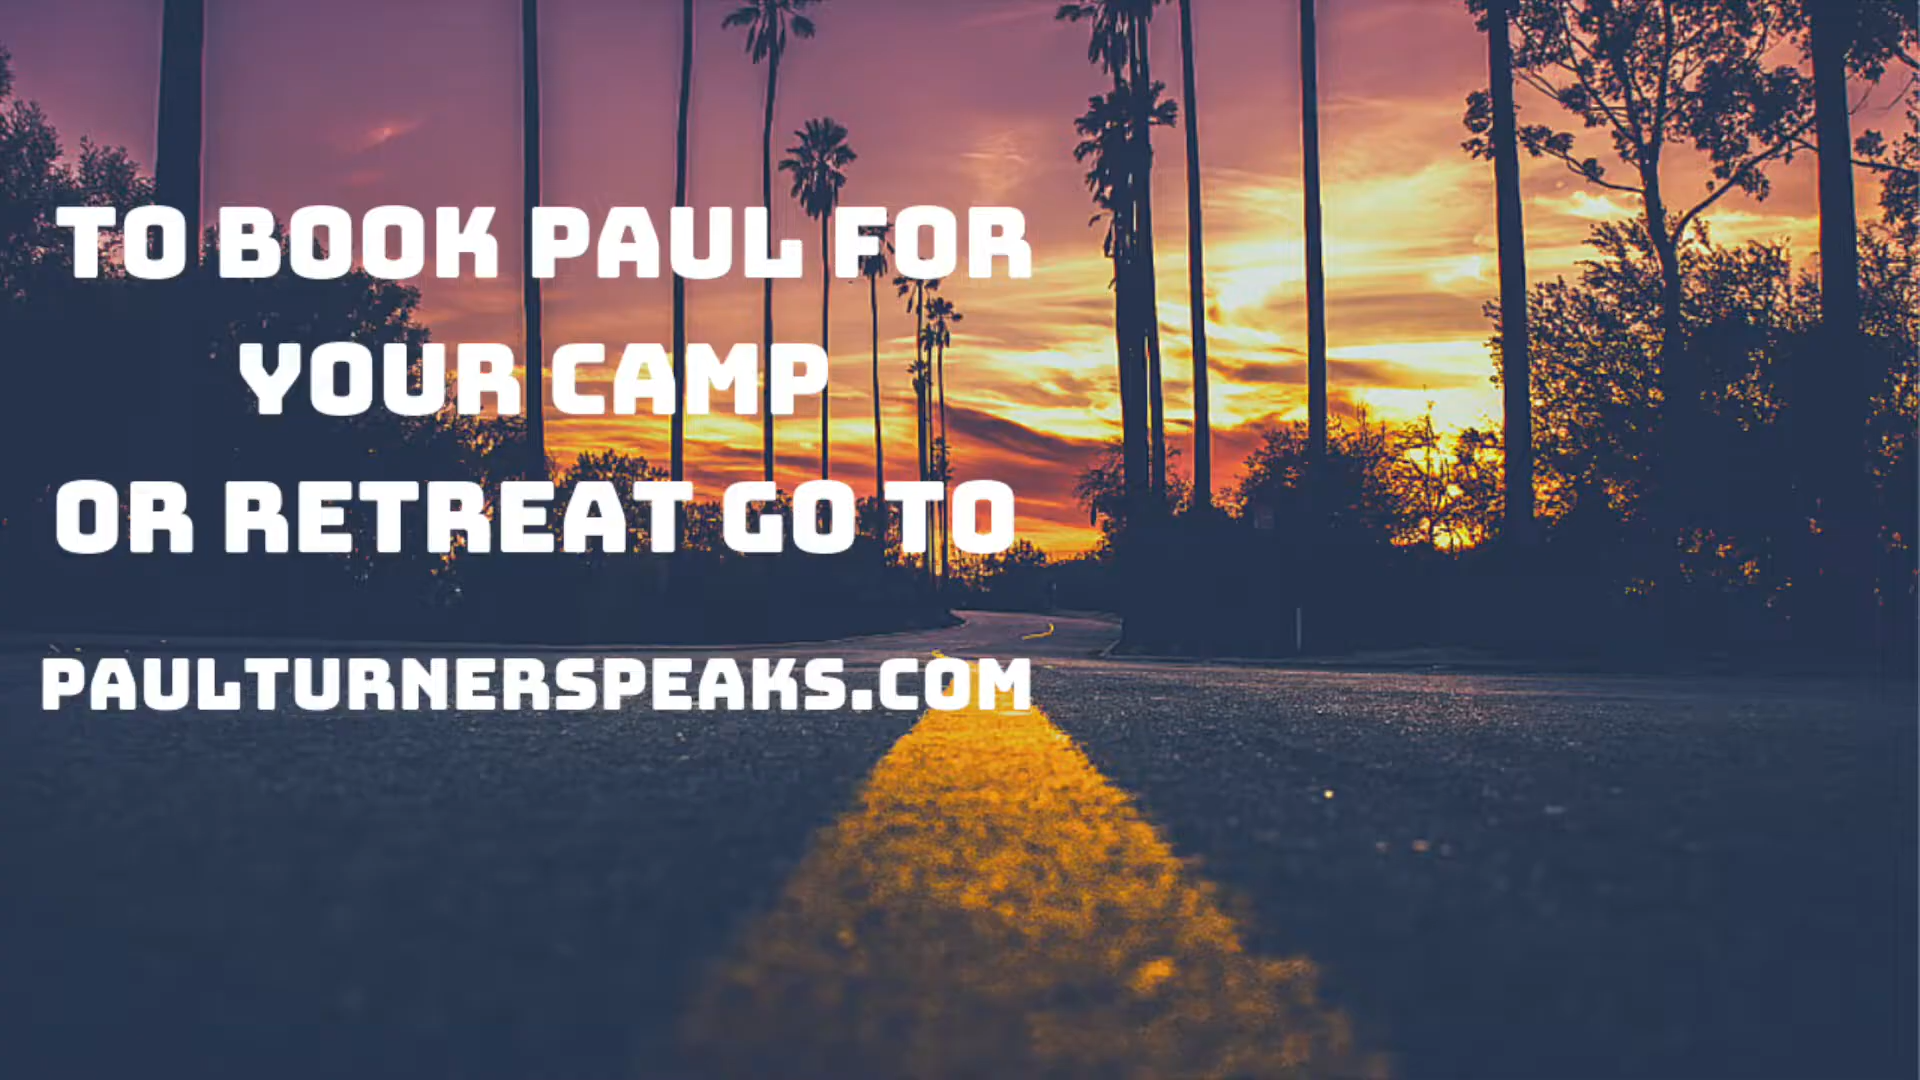 TO BOOK PAUL FOR
YOUR CAMP
OR RETREAT GO TO
PAULTURNERSPEAKS.COM